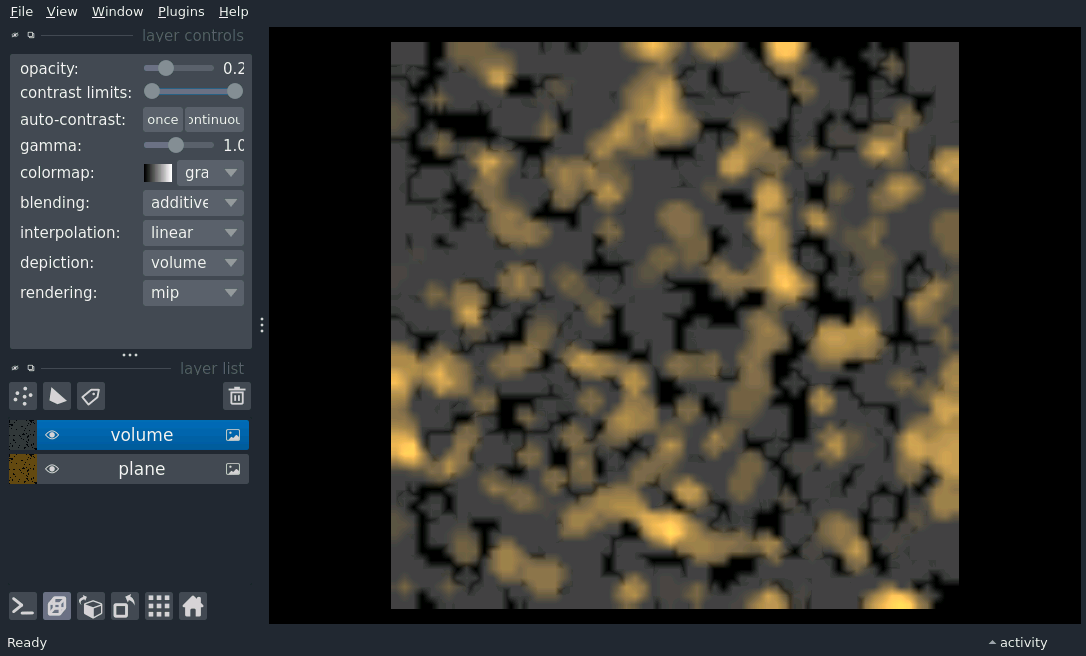 File View Window Plugins Help
layer controls
opacity: 0.2
contrast limits:
auto-contrast: once ontinuou
gamma: 1.0
colormap: gra
blending: additive
interpolation: linear
depiction: volume
rendering: mip
layer list
volume
plane
Ready activity